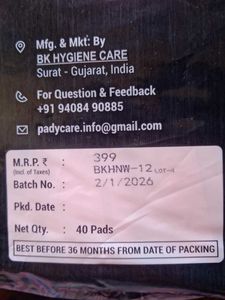 Mfg. & Mkt: By
BK HYGIENE CARE
Surat - Gujarat, India
For Question & Feedback
+91 94084 90885
padycare.info@gmail.com
M.R.P. ₹ : 399
(Incl. of Taxes) BKHNW-12 LOT-4
Batch No. : 2/1/2026
Pkd. Date :
Net Qty. : 40 Pads
BEST BEFORE 36 MONTHS FROM DATE OF PACKING